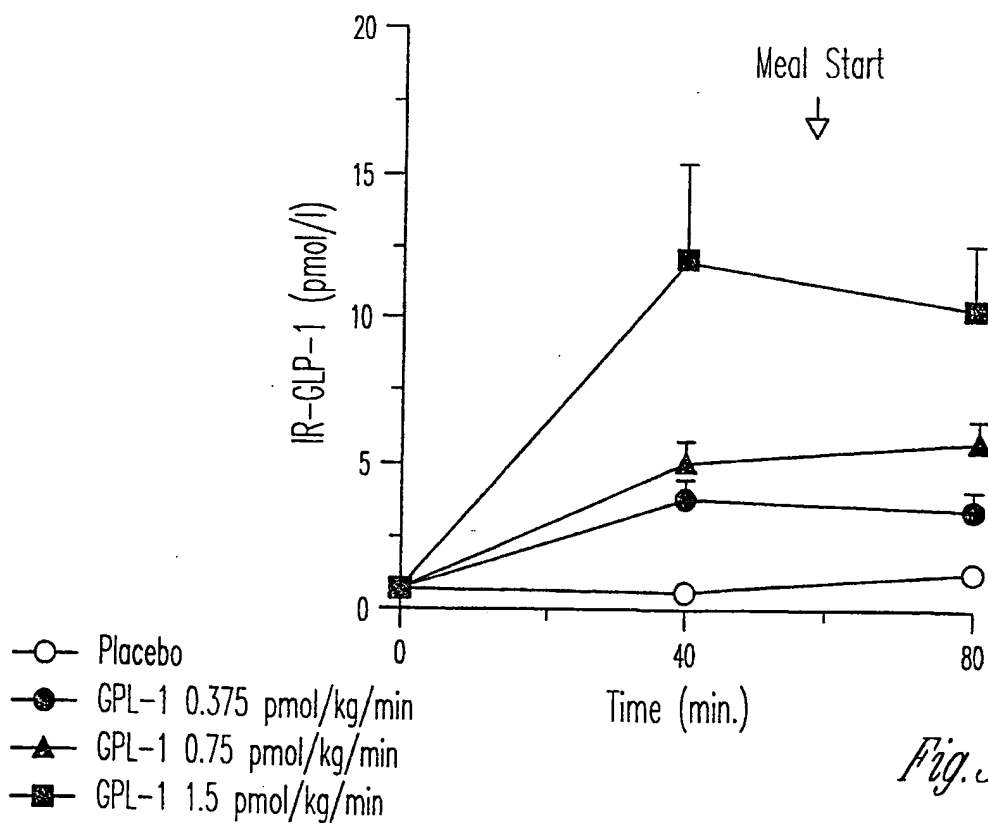 20
Meal Start
15
IR-GLP-1 (pmol/l)
10
5
0
0
40
80
Time (min.)
Placebo
GPL-1 0.375 pmol/kg/min
GPL-1 0.75 pmol/kg/min
GPL-1 1.5 pmol/kg/min
Fig.